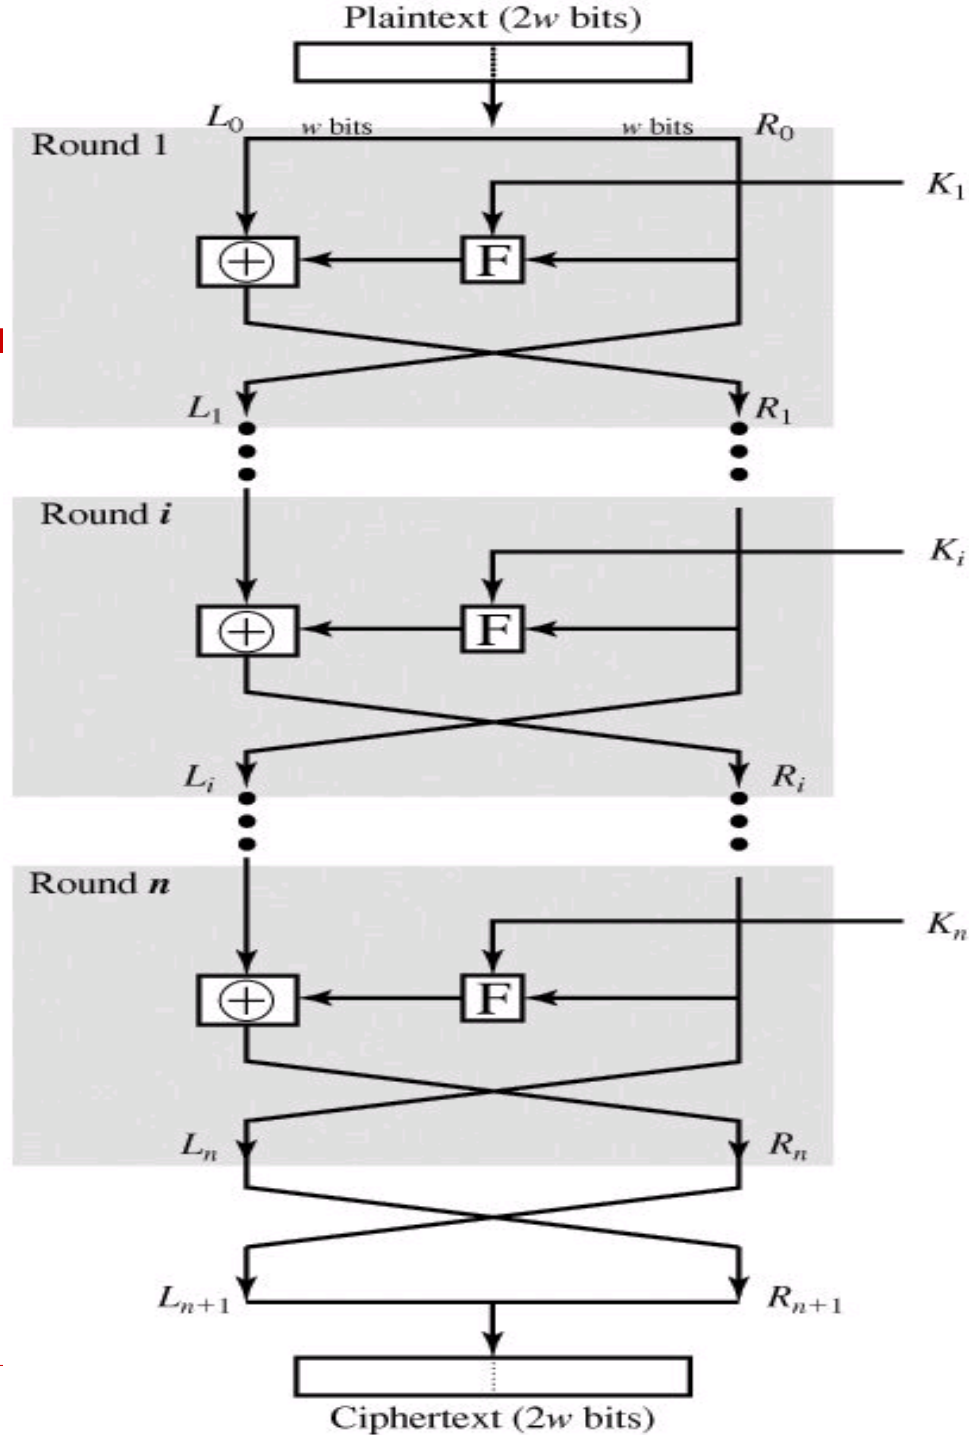 Plaintext (2w bits)
L0 w bits w bits R0
Round 1
K1
⊕ F
L1 R1
Round i
Ki
⊕ F
Li Ri
Round n
Kn
⊕ F
Ln Rn
Ln+1 Rn+1
Ciphertext (2w bits)